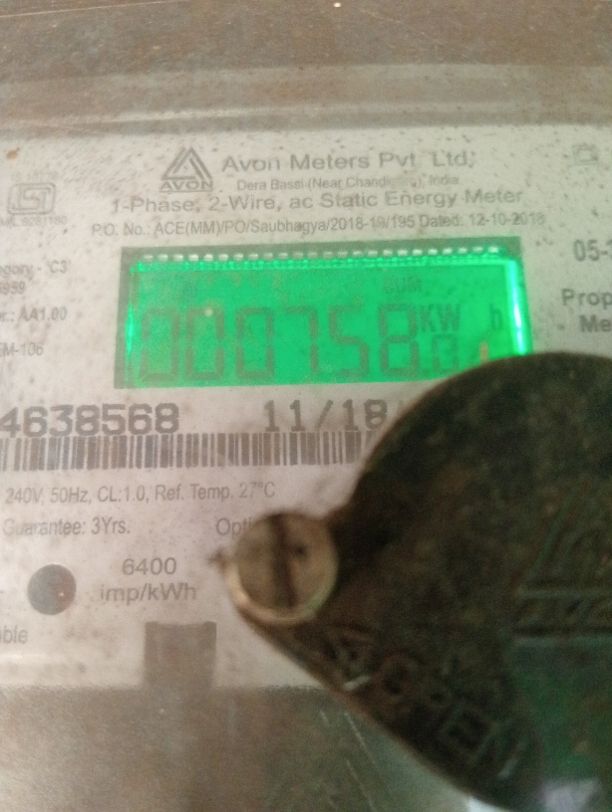 Avon Meters Pvt. Ltd.
AVON
Dera Bassi-(Near Chandigarh), India
1-Phase, 2-Wire, ac Static Energy Meter
P.O. No.: ACE(MM)/PO/Saubhagya/2018-19/195 Dated: 12-10-2018
egory - 'C3
05-
AA1.00
CUM
000758.0 KW h
Prop
Me
EM-106
4638568 11/18
240V, 50Hz, CL:1.0, Ref. Temp. 27°C
Guarantee: 3Yrs. Opti
6400
imp/kWh
ible
OPEN